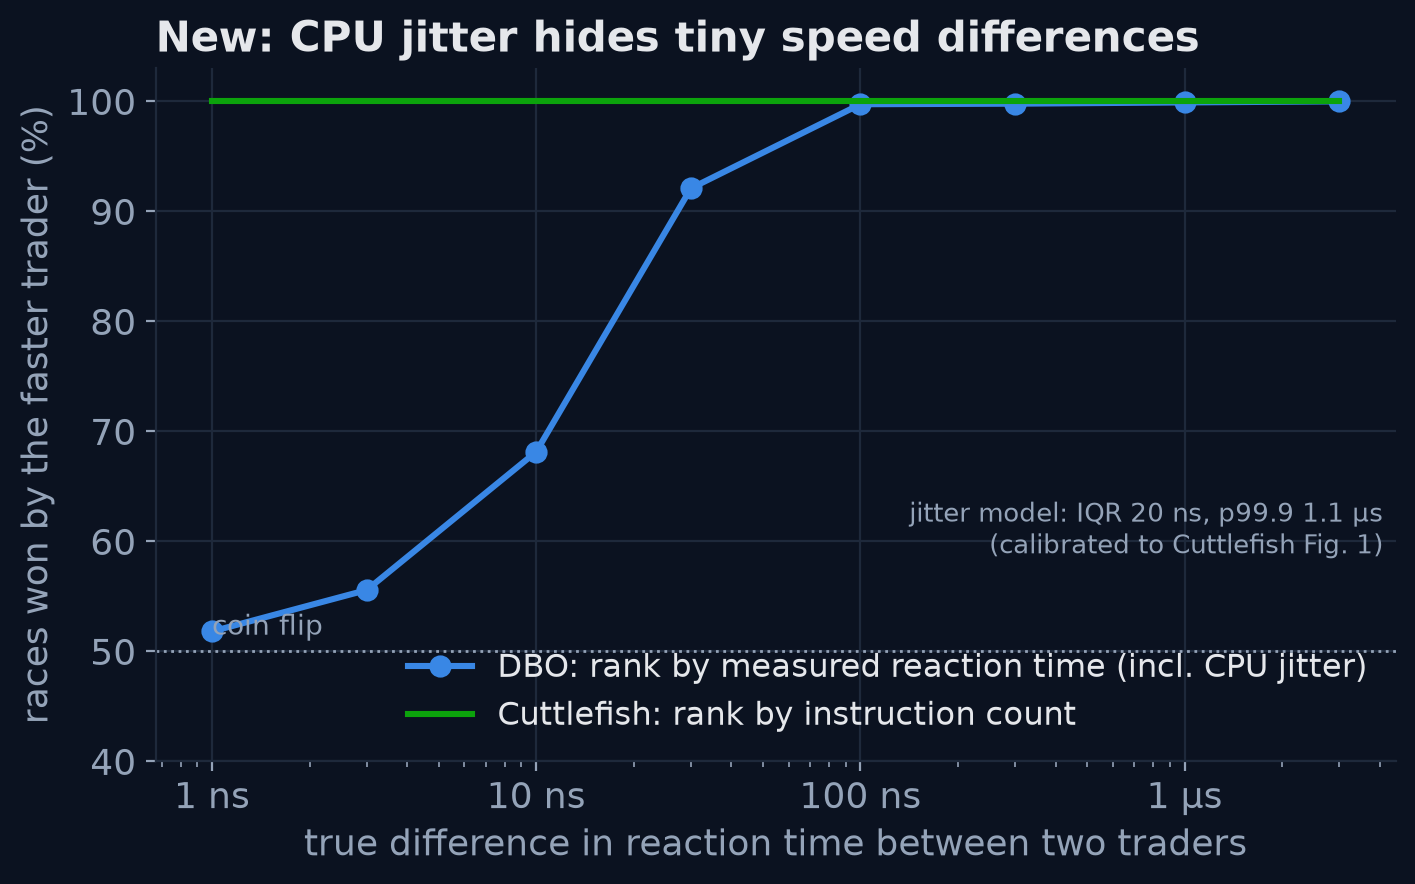 New: CPU jitter hides tiny speed differences
races won by the faster trader (%)
100
90
80
70
60
50
40
jitter model: IQR 20 ns, p99.9 1.1 µs
(calibrated to Cuttlefish Fig. 1)
coin flip
DBO: rank by measured reaction time (incl. CPU jitter)
Cuttlefish: rank by instruction count
1 ns
10 ns
100 ns
1 µs
true difference in reaction time between two traders